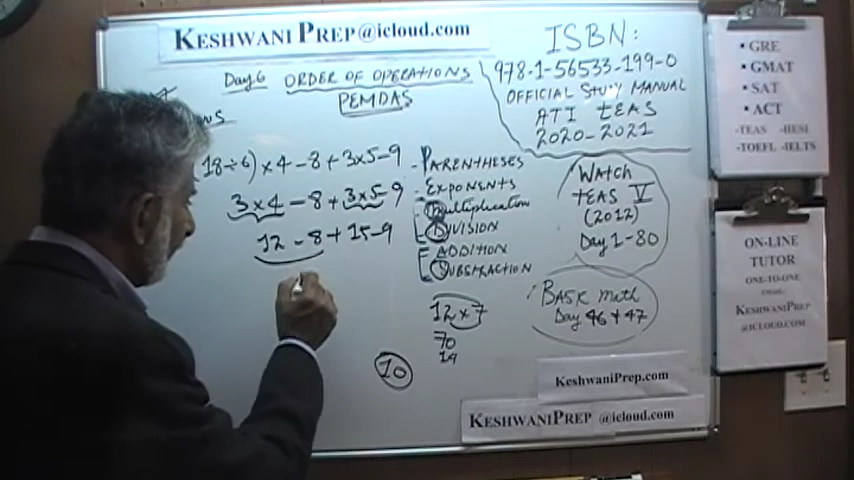 KESHWANI PREP@icloud.com
Day 6 ORDER OF OPERATIONS
PEMDAS
18÷6) × 4 - 8 + 3×5 - 9
3 × 4 - 8 + 3×5 - 9
12 - 8 + 15 - 9
- PARENTHESES
- EXPONENTS
Multiplication
DIVISION
ADDITION
SUBSTRACTION
12 × 7
70
14
10
ISBN:
978-1-56533-199-0
OFFICIAL STUDY MANUAL
ATI TEAS
2020-2021
WATCH
TEAS V
(2012)
Day 1-80
BASIC Math
Day 46 + 47
KESHWANIPREP.com
KESHWANIPREP@icloud.com
• GRE
• GMAT
• SAT
• ACT
-TEAS -HESI
-TOEFL -IELTS
ON-LINE
TUTOR
ONE-TO-ONE
EMAIL:
KESHWANIPREP
@ICLOUD.COM